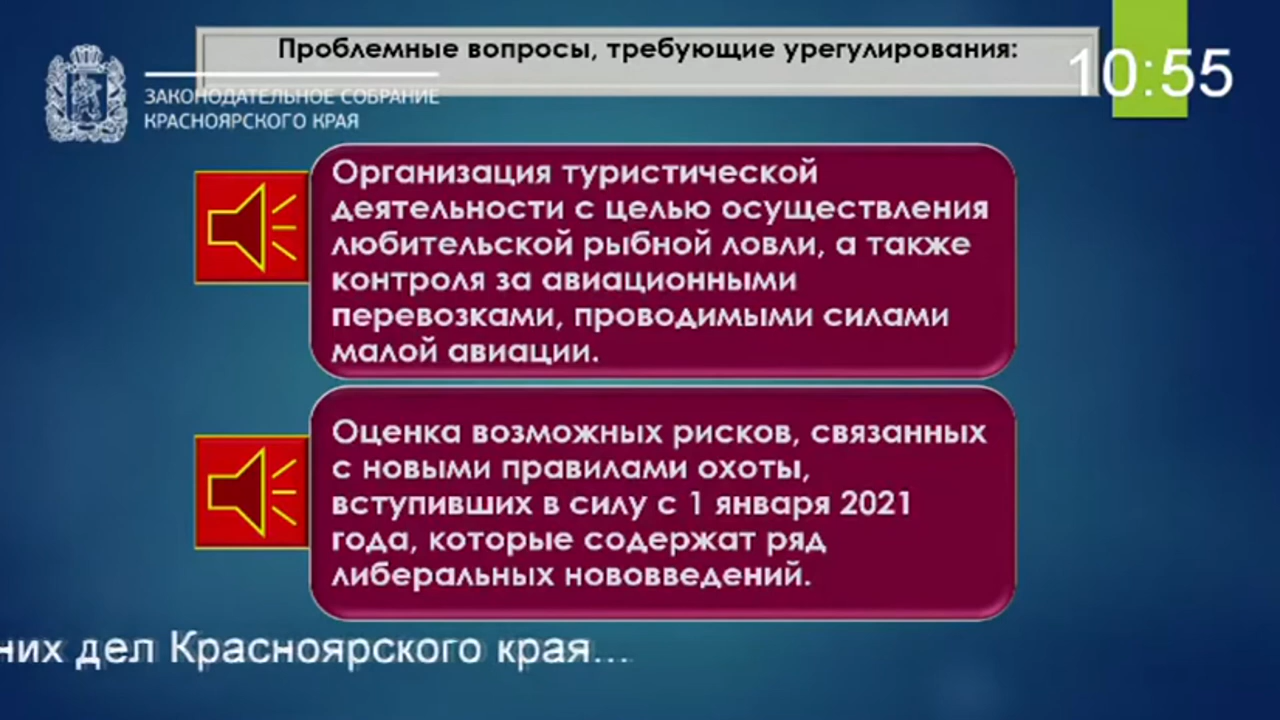 Проблемные вопросы, требующие урегулирования:
10:55
ЗАКОНОДАТЕЛЬНОЕ СОБРАНИЕ
КРАСНОЯРСКОГО КРАЯ
Организация туристической
деятельности с целью осуществления
любительской рыбной ловли, а также
контроля за авиационными
перевозками, проводимыми силами
малой авиации.
Оценка возможных рисков, связанных
с новыми правилами охоты,
вступивших в силу с 1 января 2021
года, которые содержат ряд
либеральных нововведений.
них дел Красноярского края...